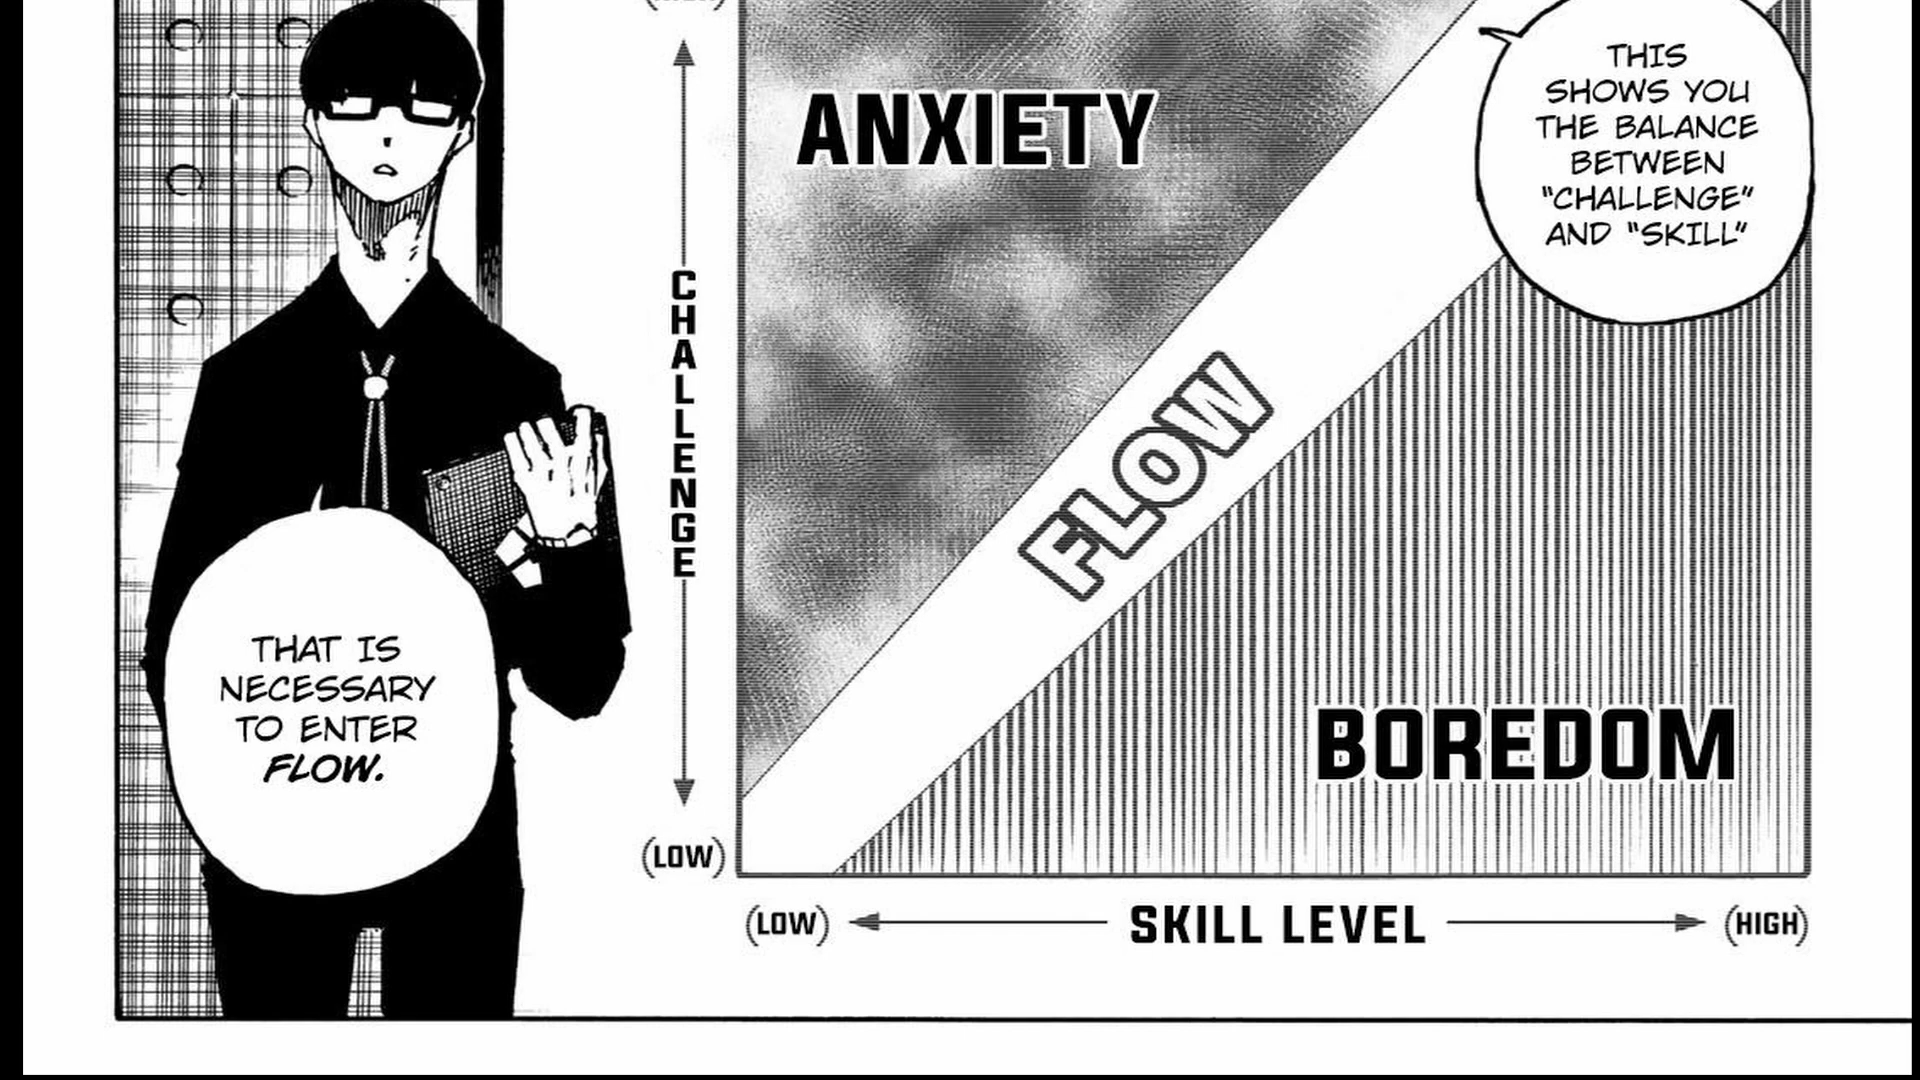 THIS
SHOWS YOU
THE BALANCE
BETWEEN
“CHALLENGE”
AND “SKILL”
ANXIETY
CHALLENGE
FLOW
BOREDOM
THAT IS
NECESSARY
TO ENTER
FLOW.
(LOW)
(LOW) SKILL LEVEL (HIGH)